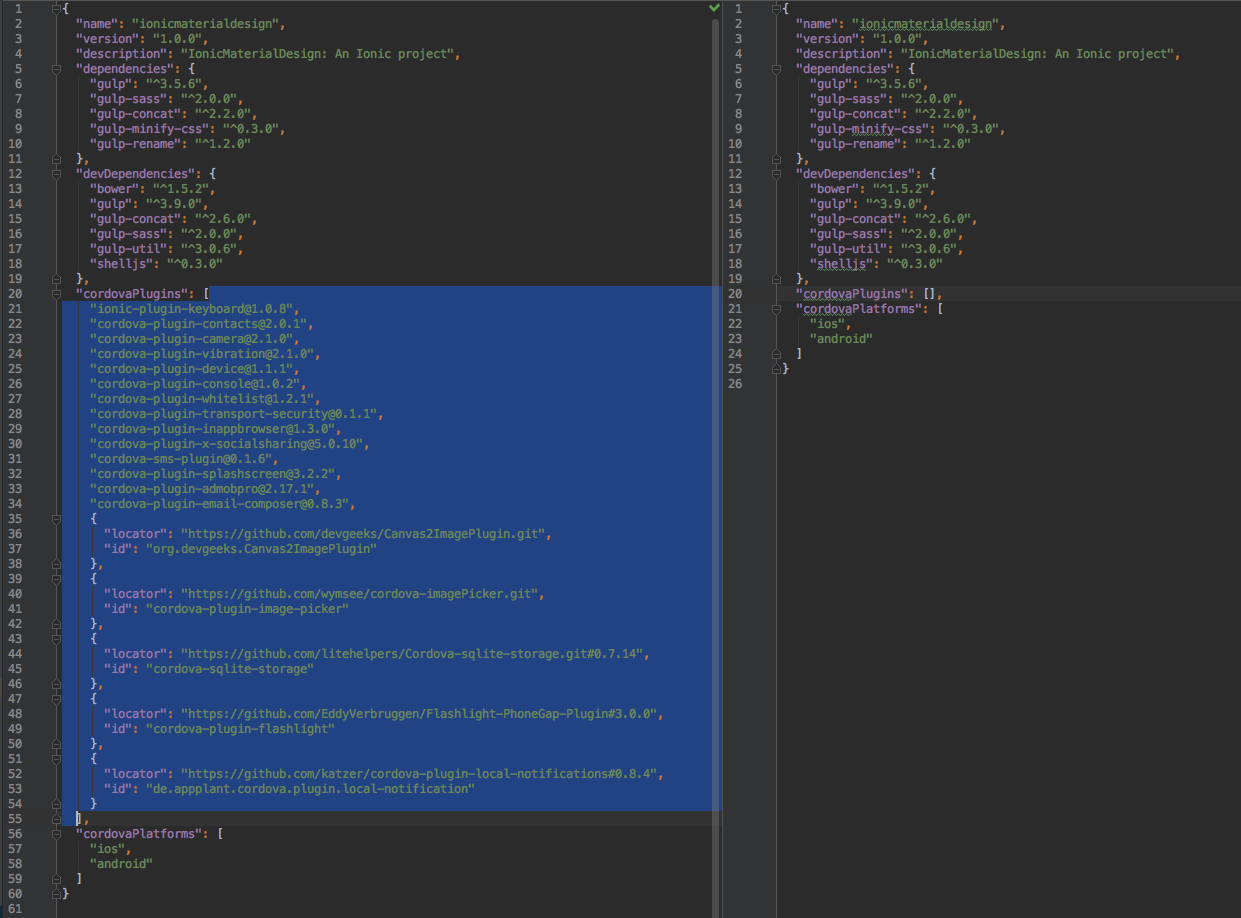 1 {
2 "name": "ionicmaterialdesign",
3 "version": "1.0.0",
4 "description": "IonicMaterialDesign: An Ionic project",
5 "dependencies": {
6 "gulp": "^3.5.6",
7 "gulp-sass": "^2.0.0",
8 "gulp-concat": "^2.2.0",
9 "gulp-minify-css": "^0.3.0",
10 "gulp-rename": "^1.2.0"
11 },
12 "devDependencies": {
13 "bower": "^1.5.2",
14 "gulp": "^3.9.0",
15 "gulp-concat": "^2.6.0",
16 "gulp-sass": "^2.0.0",
17 "gulp-util": "^3.0.6",
18 "shelljs": "^0.3.0"
19 },
20 "cordovaPlugins": [
21 "ionic-plugin-keyboard@1.0.8",
22 "cordova-plugin-contacts@2.0.1",
23 "cordova-plugin-camera@2.1.0",
24 "cordova-plugin-vibration@2.1.0",
25 "cordova-plugin-device@1.1.1",
26 "cordova-plugin-console@1.0.2",
27 "cordova-plugin-whitelist@1.2.1",
28 "cordova-plugin-transport-security@0.1.1",
29 "cordova-plugin-inappbrowser@1.3.0",
30 "cordova-plugin-x-socialsharing@5.0.10",
31 "cordova-sms-plugin@0.1.6",
32 "cordova-plugin-splashscreen@3.2.2",
33 "cordova-plugin-admobpro@2.17.1",
34 "cordova-plugin-email-composer@0.8.3",
35 {
36 "locator": "https://github.com/devgeeks/Canvas2ImagePlugin.git",
37 "id": "org.devgeeks.Canvas2ImagePlugin"
38 },
39 {
40 "locator": "https://github.com/wymsee/cordova-imagePicker.git",
41 "id": "cordova-plugin-image-picker"
42 },
43 {
44 "locator": "https://github.com/litehelpers/Cordova-sqlite-storage.git#0.7.14",
45 "id": "cordova-sqlite-storage"
46 },
47 {
48 "locator": "https://github.com/EddyVerbruggen/Flashlight-PhoneGap-Plugin#3.0.0",
49 "id": "cordova-plugin-flashlight"
50 },
51 {
52 "locator": "https://github.com/katzer/cordova-plugin-local-notifications#0.8.4",
53 "id": "de.appplant.cordova.plugin.local-notification"
54 }
55 ],
56 "cordovaPlatforms": [
57 "ios",
58 "android"
59 ]
60 }
61
1 {
2 "name": "ionicmaterialdesign",
3 "version": "1.0.0",
4 "description": "IonicMaterialDesign: An Ionic project",
5 "dependencies": {
6 "gulp": "^3.5.6",
7 "gulp-sass": "^2.0.0",
8 "gulp-concat": "^2.2.0",
9 "gulp-minify-css": "^0.3.0",
10 "gulp-rename": "^1.2.0"
11 },
12 "devDependencies": {
13 "bower": "^1.5.2",
14 "gulp": "^3.9.0",
15 "gulp-concat": "^2.6.0",
16 "gulp-sass": "^2.0.0",
17 "gulp-util": "^3.0.6",
18 "shelljs": "^0.3.0"
19 },
20 "cordovaPlugins": [],
21 "cordovaPlatforms": [
22 "ios",
23 "android"
24 ]
25 }
26